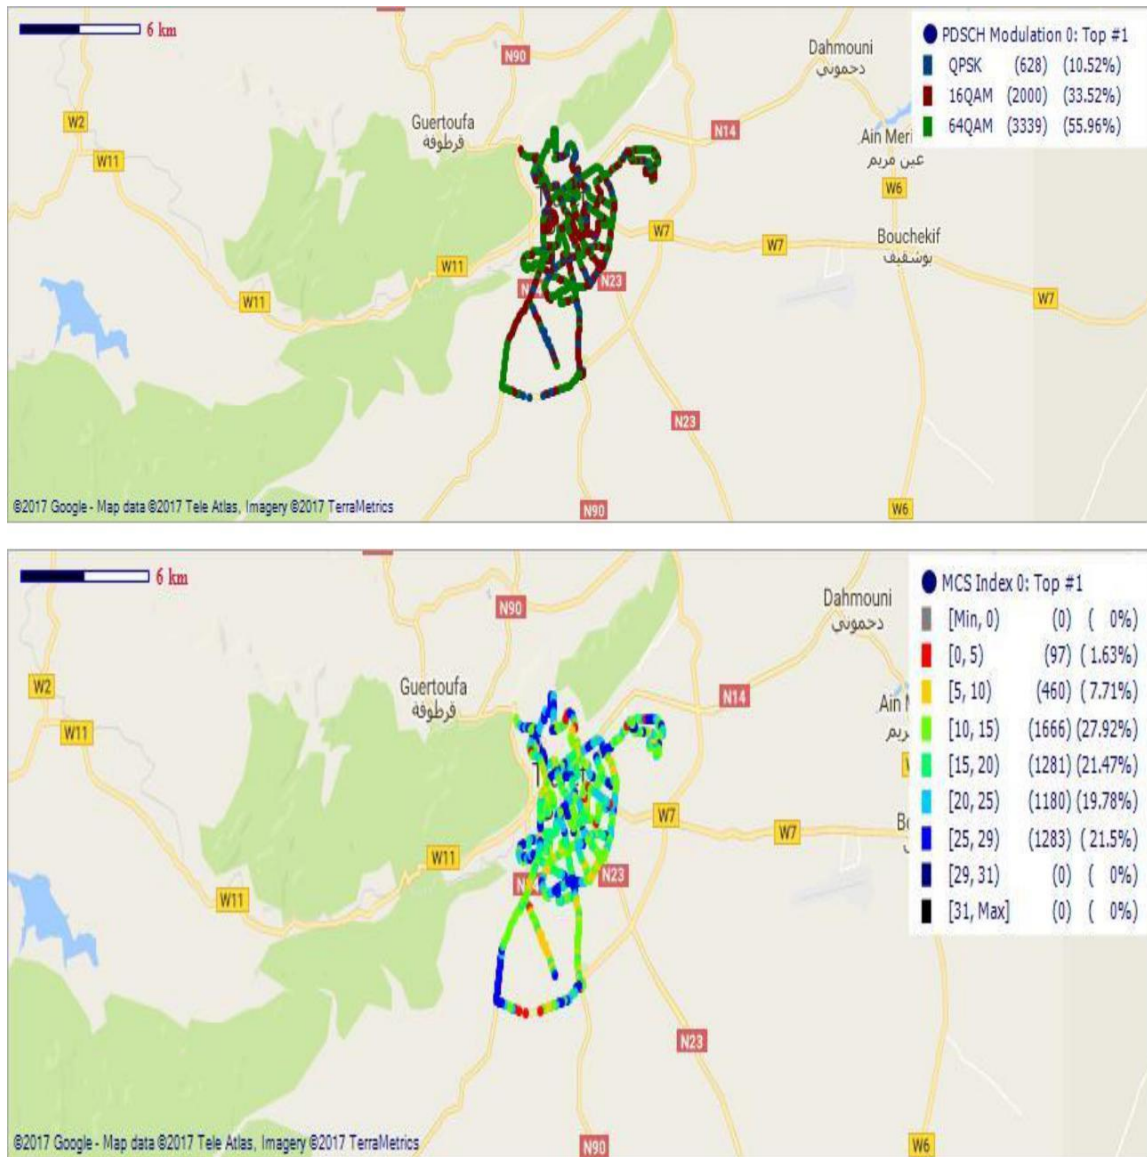 6 km
PDSCH Modulation 0: Top #1
QPSK (628) (10.52%)
16QAM (2000) (33.52%)
64QAM (3339) (55.96%)
N90
Dahmouni
دحموني
W2
Guertoufa
قرطوفة
N14
Ain Meri
عين مريم
W11
W6
W7
Bouchekif
بوشقيف
W7
W11
W11
N23
W7
N23
©2017 Google - Map data ©2017 Tele Atlas, Imagery ©2017 TerraMetrics
N90
W6
6 km
MCS Index 0: Top #1
[Min, 0) (0) ( 0%)
[0, 5) (97) ( 1.63%)
[5, 10) (460) ( 7.71%)
[10, 15) (1666) (27.92%)
[15, 20) (1281) (21.47%)
[20, 25) (1180) (19.78%)
[25, 29) (1283) ( 21.5%)
[29, 31) (0) ( 0%)
[31, Max] (0) ( 0%)
N90
Dahmouni
دحموني
W2
Guertoufa
قرطوفة
N14
Ain
W11
W7
W7
W11
N23
W11
N23
©2017 Google - Map data ©2017 Tele Atlas, Imagery ©2017 TerraMetrics
N90
W6